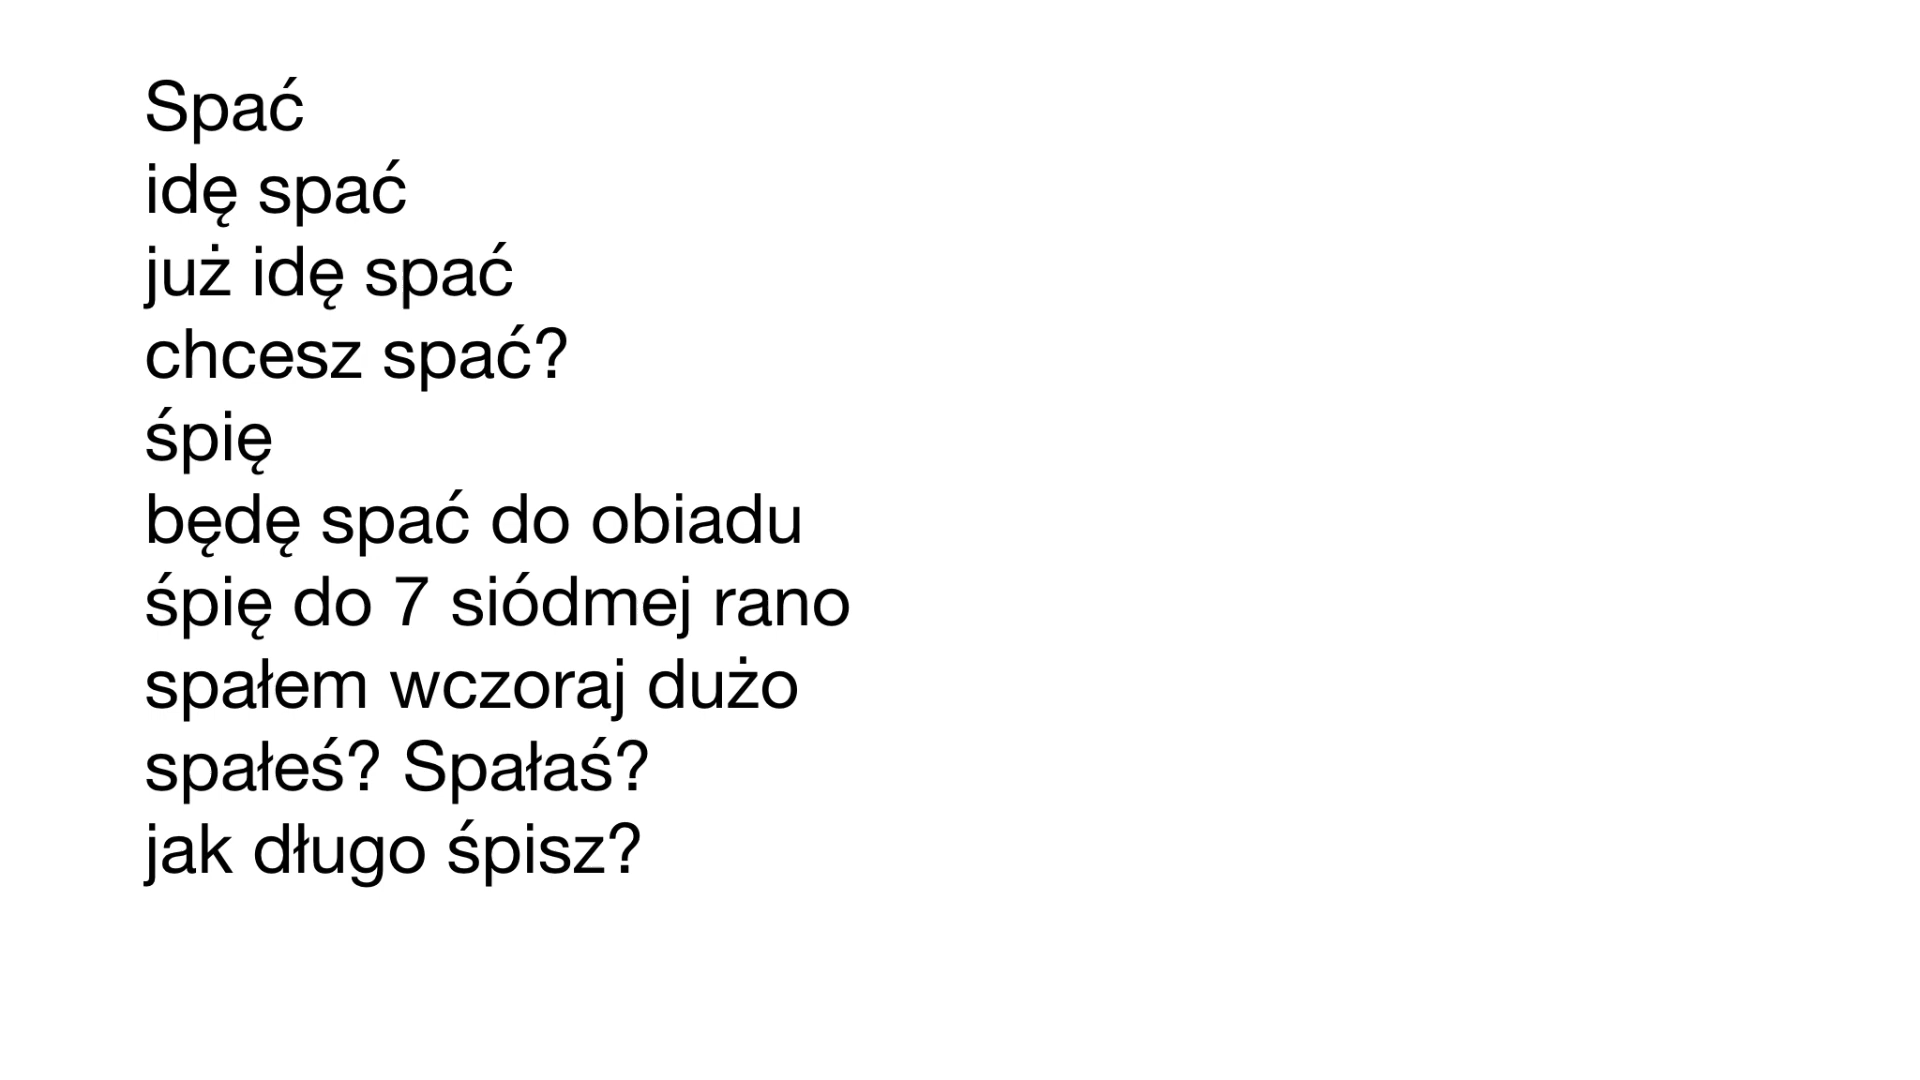 Spać
idę spać
już idę spać
chcesz spać?
śpię
będę spać do obiadu
śpię do 7 siódmej rano
spałem wczoraj dużo
spałeś? Spałaś?
jak długo śpisz?